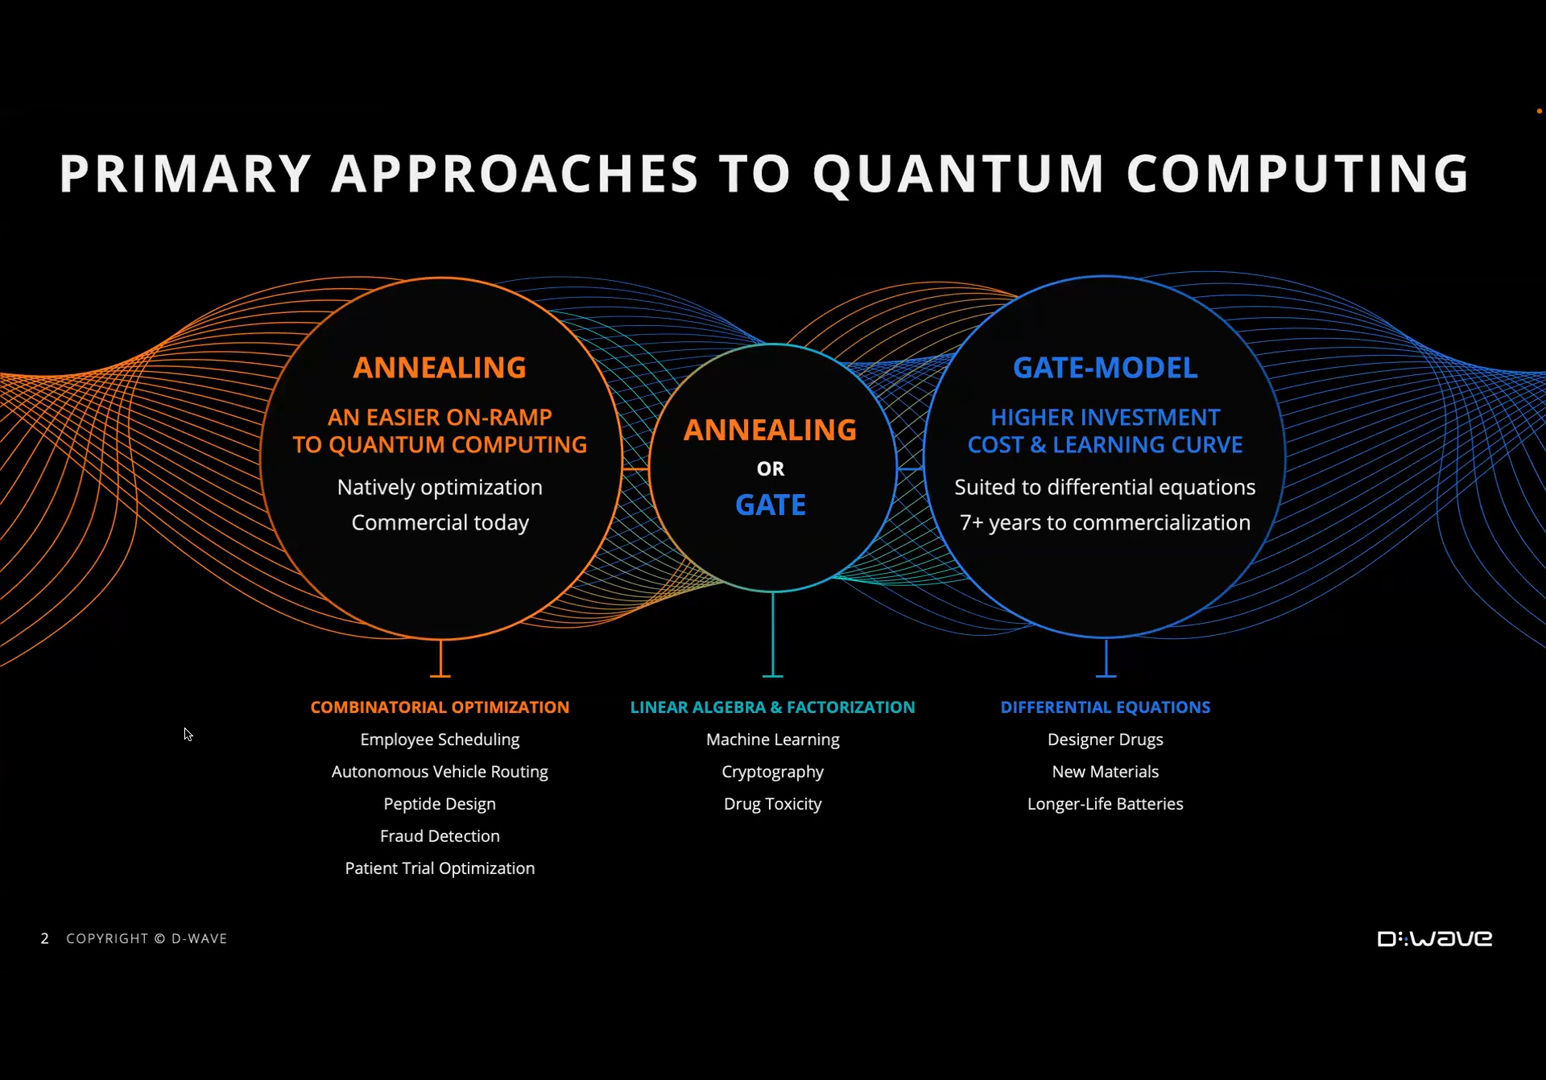 PRIMARY APPROACHES TO QUANTUM COMPUTING
ANNEALING
AN EASIER ON-RAMP
TO QUANTUM COMPUTING
Natively optimization
Commercial today
ANNEALING
OR
GATE
GATE-MODEL
HIGHER INVESTMENT
COST & LEARNING CURVE
Suited to differential equations
7+ years to commercialization
COMBINATORIAL OPTIMIZATION
Employee Scheduling
Autonomous Vehicle Routing
Peptide Design
Fraud Detection
Patient Trial Optimization
LINEAR ALGEBRA & FACTORIZATION
Machine Learning
Cryptography
Drug Toxicity
DIFFERENTIAL EQUATIONS
Designer Drugs
New Materials
Longer-Life Batteries
2 COPYRIGHT © D-WAVE
D:wave